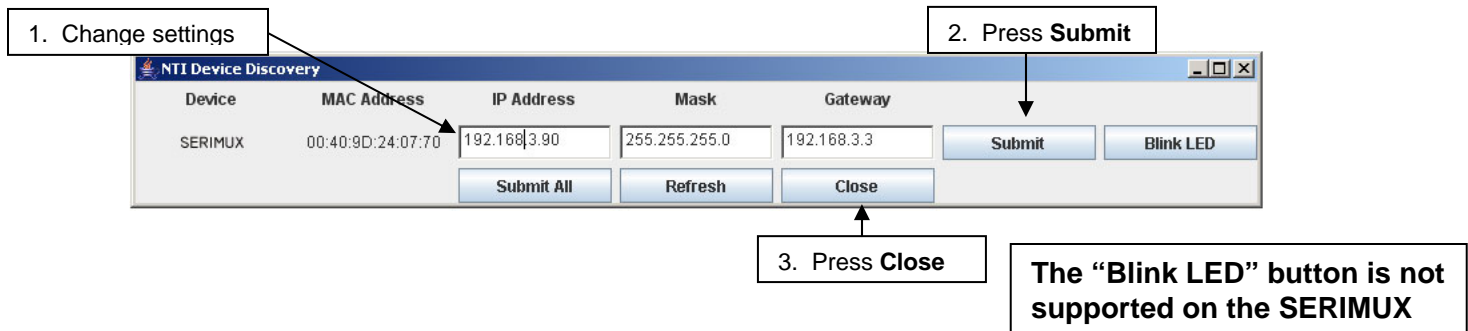 1. Change settings
2. Press Submit
NTI Device Discovery
Device MAC Address IP Address Mask Gateway
SERIMUX 00:40:9D:24:07:70 192.168.3.90 255.255.255.0 192.168.3.3 Submit Blink LED
Submit All Refresh Close
3. Press Close
The “Blink LED” button is not
supported on the SERIMUX